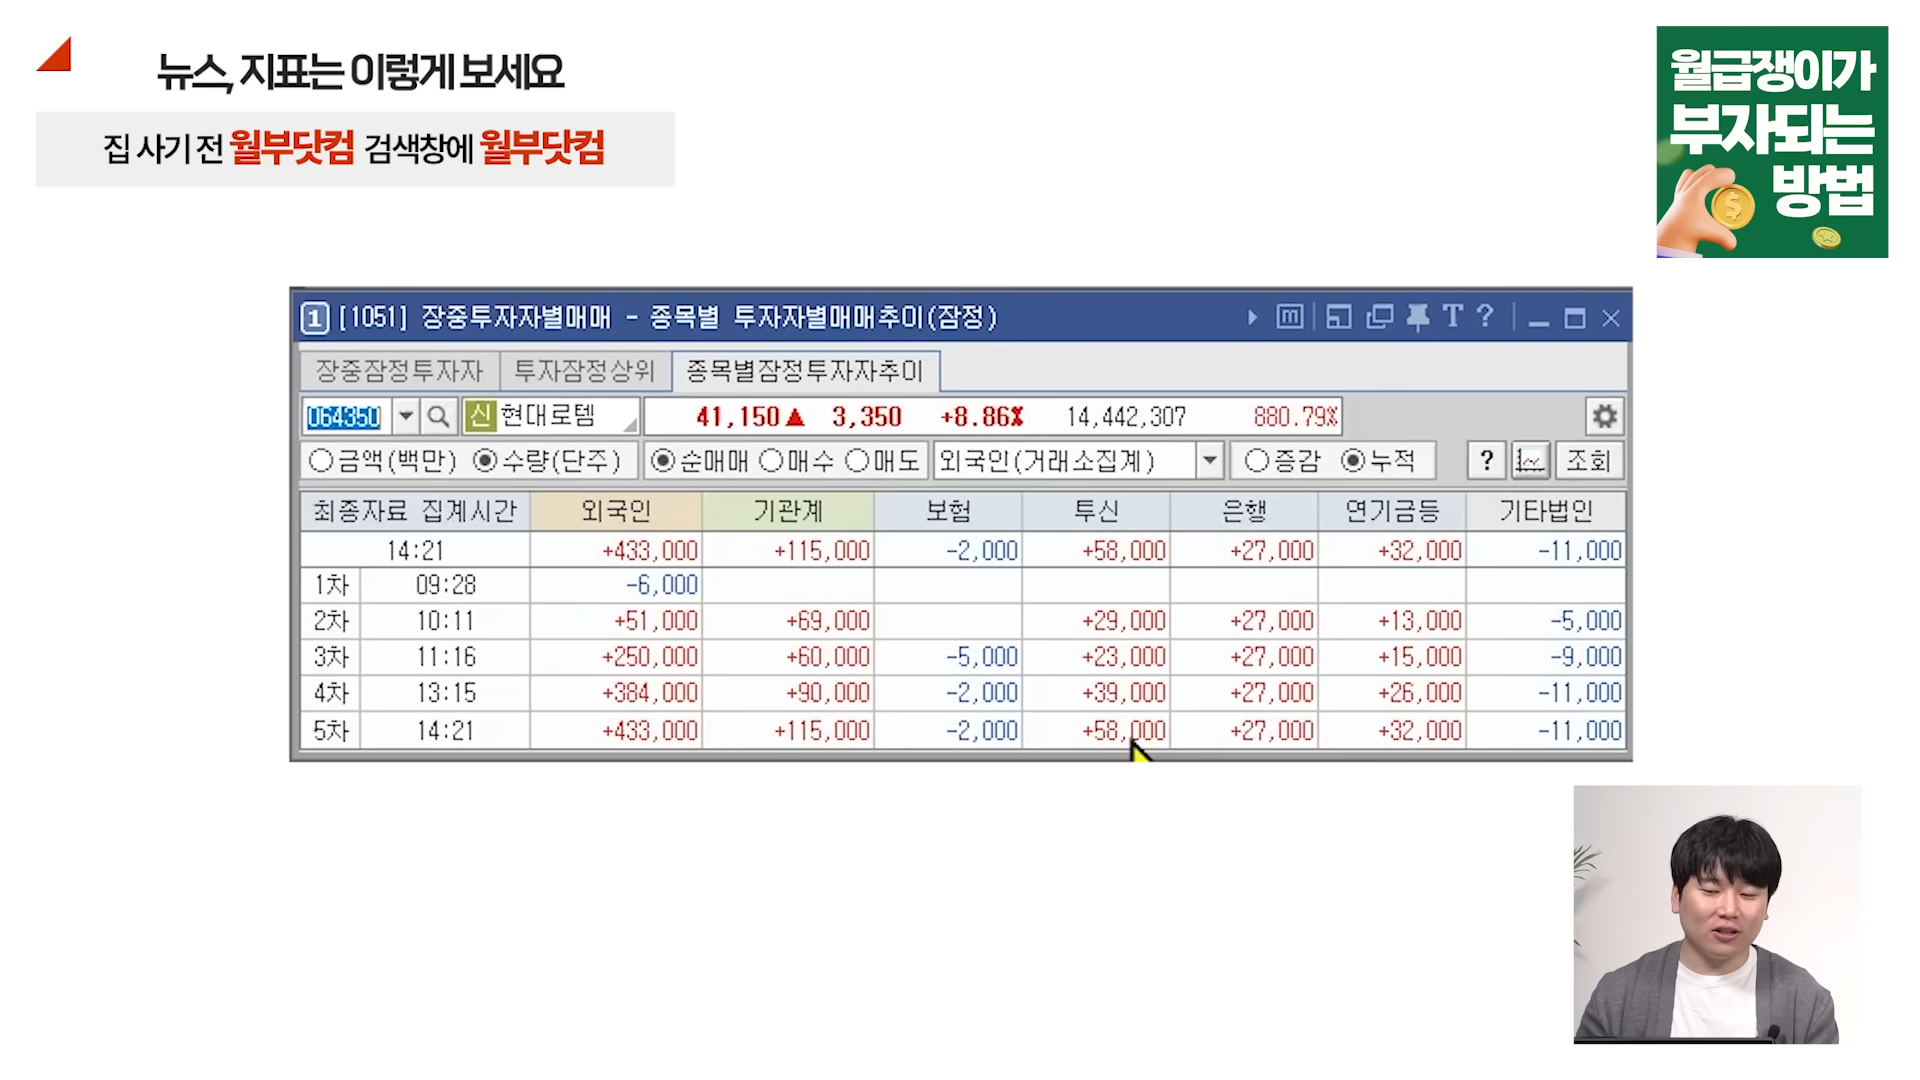 뉴스, 지표는 이렇게 보세요
집 사기 전 월부닷컴 검색창에 월부닷컴
월급쟁이가
부자되는
방법
1 [1051] 장중투자자별매매 - 종목별 투자자별매매추이(잠정)
장중잠정투자자 투자잠정상위 종목별잠정투자자추이
064350 신 현대로템 41,150▲ 3,350 +8.86% 14,442,307 880.79%
금액(백만) 수량(단주) 순매매 매수 매도 외국인(거래소집계) 증감 누적 ? 조회
최종자료 집계시간 외국인 기관계 보험 투신 은행 연기금등 기타법인
14:21 +433,000 +115,000 -2,000 +58,000 +27,000 +32,000 -11,000
1차 09:28 -6,000
2차 10:11 +51,000 +69,000 +29,000 +27,000 +13,000 -5,000
3차 11:16 +250,000 +60,000 -5,000 +23,000 +27,000 +15,000 -9,000
4차 13:15 +384,000 +90,000 -2,000 +39,000 +27,000 +26,000 -11,000
5차 14:21 +433,000 +115,000 -2,000 +58,000 +27,000 +32,000 -11,000